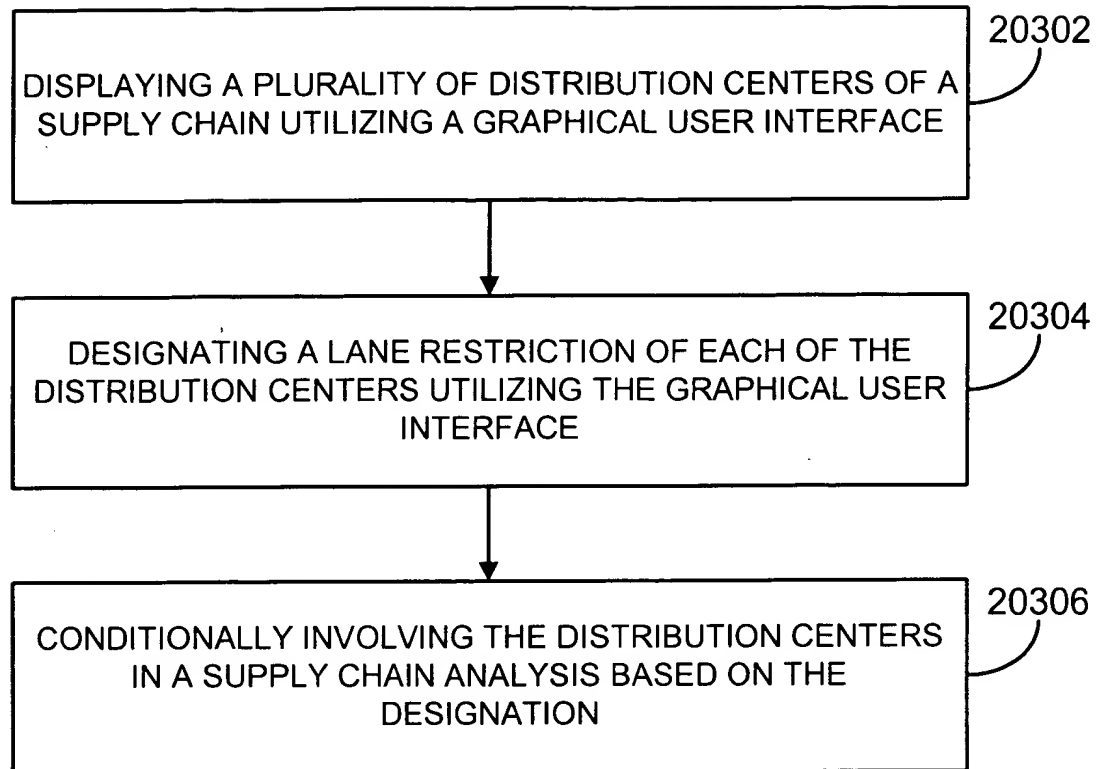 20302
DISPLAYING A PLURALITY OF DISTRIBUTION CENTERS OF A
SUPPLY CHAIN UTILIZING A GRAPHICAL USER INTERFACE
20304
DESIGNATING A LANE RESTRICTION OF EACH OF THE
DISTRIBUTION CENTERS UTILIZING THE GRAPHICAL USER
INTERFACE
20306
CONDITIONALLY INVOLVING THE DISTRIBUTION CENTERS
IN A SUPPLY CHAIN ANALYSIS BASED ON THE
DESIGNATION